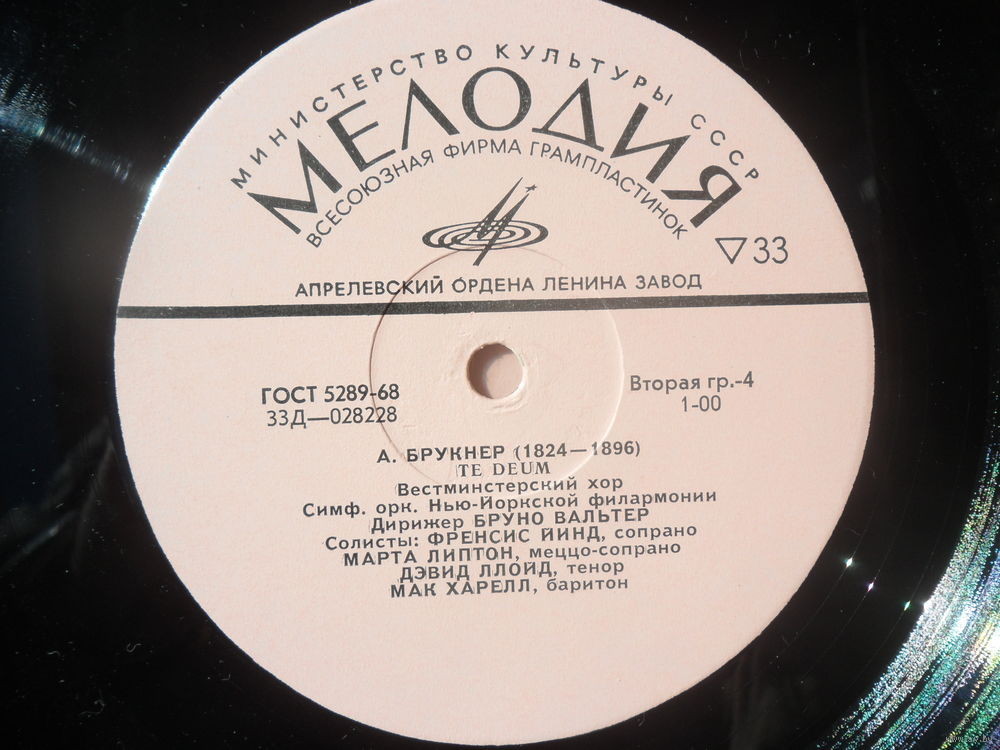 МИНИСТЕРСТВО КУЛЬТУРЫ СССР
МЕЛОДИЯ
ВСЕСОЮЗНАЯ ФИРМА ГРАМПЛАСТИНОК
▽33
АПРЕЛЕВСКИЙ ОРДЕНА ЛЕНИНА ЗАВОД
ГОСТ 5289-68
33Д—028228
Вторая гр.-4
1-00
А. БРУКНЕР (1824—1896)
TE DEUM
Вестминстерский хор
Симф. орк. Нью-Йоркской филармонии
Дирижер БРУНО ВАЛЬТЕР
Солисты: ФРЕНСИС ЙИНД, сопрано
МАРТА ЛИПТОН, меццо-сопрано
ДЭВИД ЛЛОЙД, тенор
МАК ХАРЕЛЛ, баритон